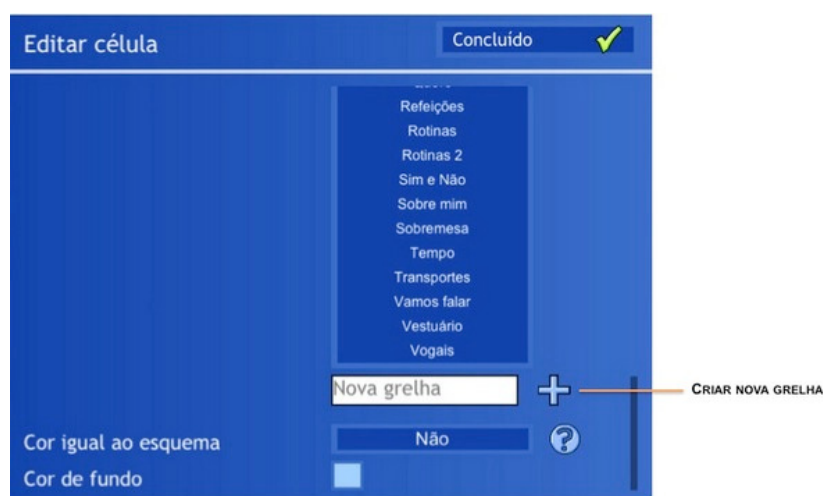 Editar célula
Concluído
Refeições
Rotinas
Rotinas 2
Sim e Não
Sobre mim
Sobremesa
Tempo
Transportes
Vamos falar
Vestuário
Vogais
Nova grelha
CRIAR NOVA GRELHA
Cor igual ao esquema
Não
Cor de fundo